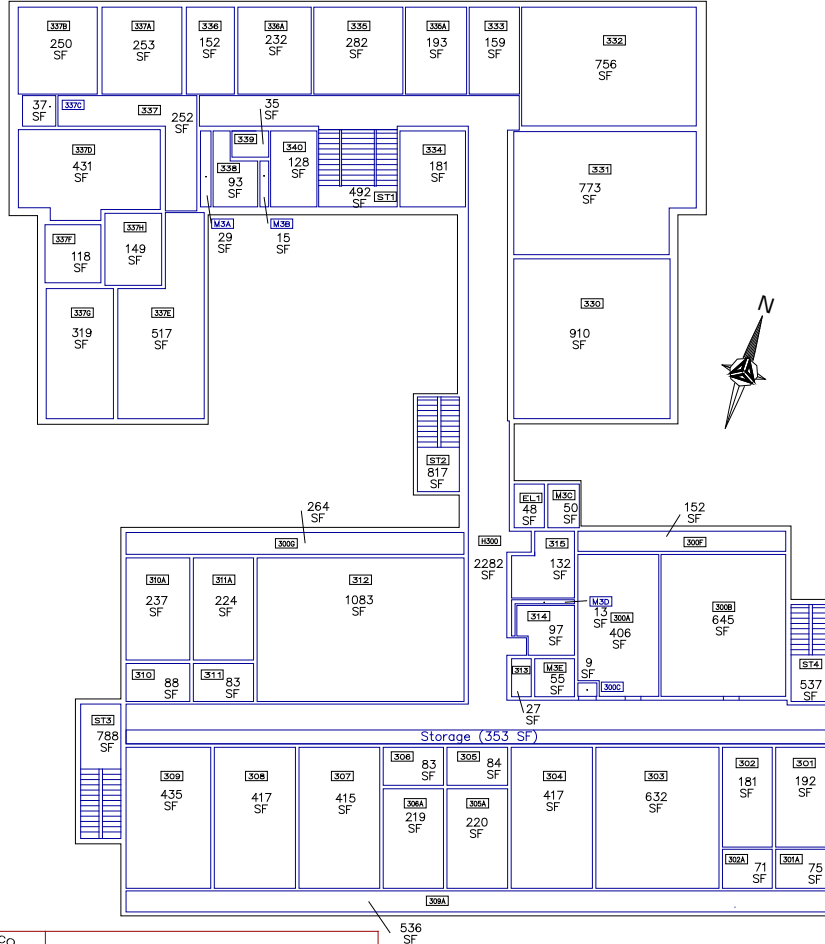 337B
250
SF
337A
253
SF
336
152
SF
336A
232
SF
335
282
SF
335A
193
SF
333
159
SF
332
756
SF
37
SF
337C
337
252
SF
35
SF
337D
431
SF
339
338
93
SF
340
128
SF
492
SF
ST1
334
181
SF
331
773
SF
M3A
29
SF
M3B
15
SF
337F
118
SF
337H
149
SF
337G
319
SF
337E
517
SF
330
910
SF
N
ST2
817
SF
EL1
48
SF
M3C
50
SF
264
SF
300G
152
SF
300F
H300
2282
SF
315
132
SF
310A
237
SF
311A
224
SF
312
1083
SF
M3D
13
SF
314
97
SF
300A
406
SF
300B
645
SF
310
88
SF
311
83
SF
313
27
SF
M3E
55
SF
9
SF
300C
ST4
537
SF
ST3
788
SF
Storage (353 SF)
309
435
SF
308
417
SF
307
415
SF
306
83
SF
305
84
SF
306A
219
SF
305A
220
SF
304
417
SF
303
632
SF
302
181
SF
301
192
SF
302A
71
SF
301A
75
SF
309A
536
SF
Co